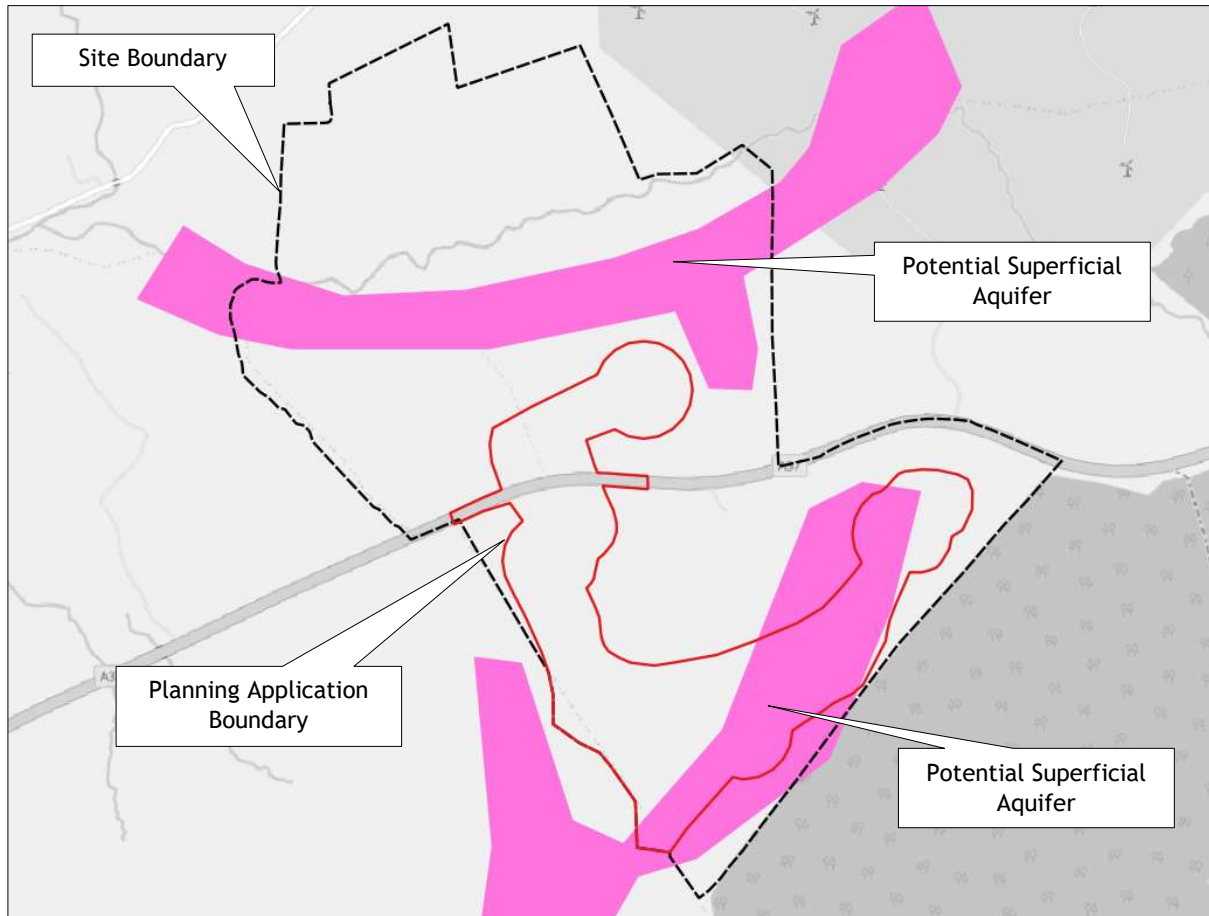 Site Boundary
Potential Superficial
Aquifer
Planning Application
Boundary
Potential Superficial
Aquifer